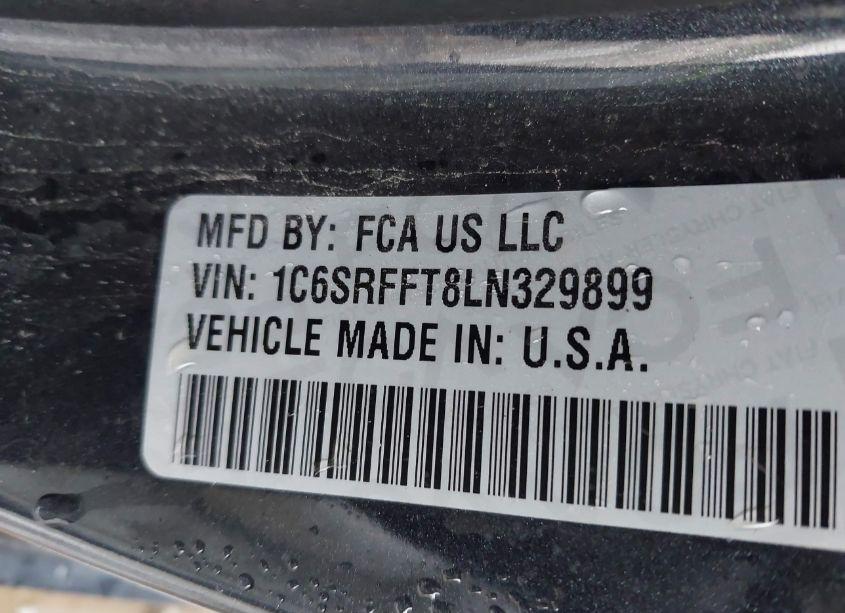 MFD BY: FCA US LLC
VIN: 1C6SRFFT8LN329899
VEHICLE MADE IN: U.S.A.